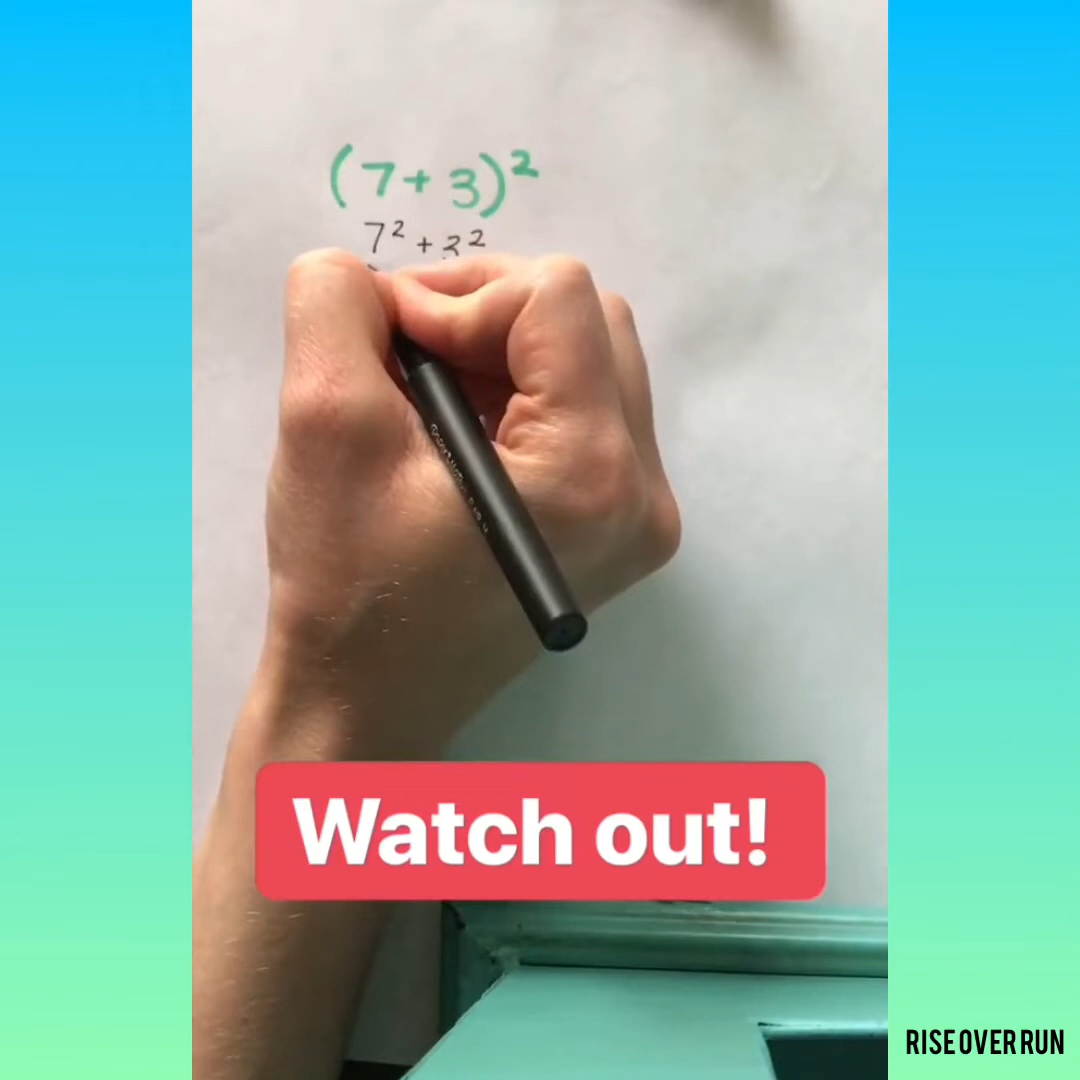 (7 + 3)²
7² + 3²
Watch out!
RISE OVER RUN